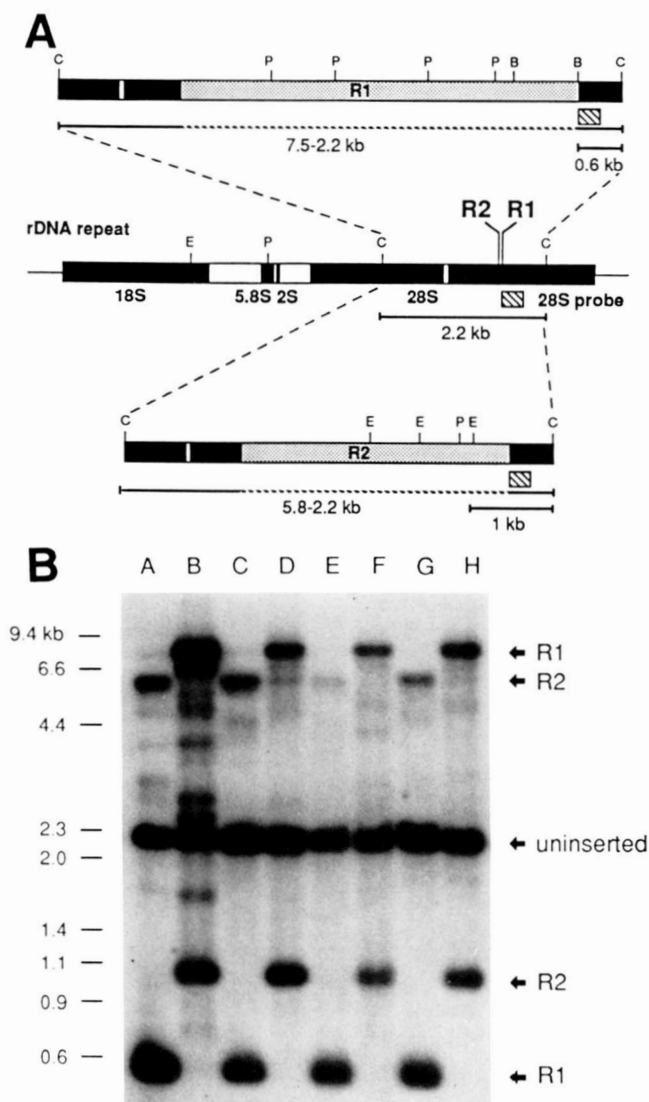 A
C P P P P B B C
R1
7.5-2.2 kb
0.6 kb
R2 R1
rDNA repeat
E P C C
18S 5.8S 2S 28S 28S probe
2.2 kb
C E E P E C
R2
5.8-2.2 kb
1 kb
B
A B C D E F G H
9.4 kb
R1
6.6
R2
4.4
2.3
uninserted
2.0
1.4
1.1
R2
0.9
0.6
R1